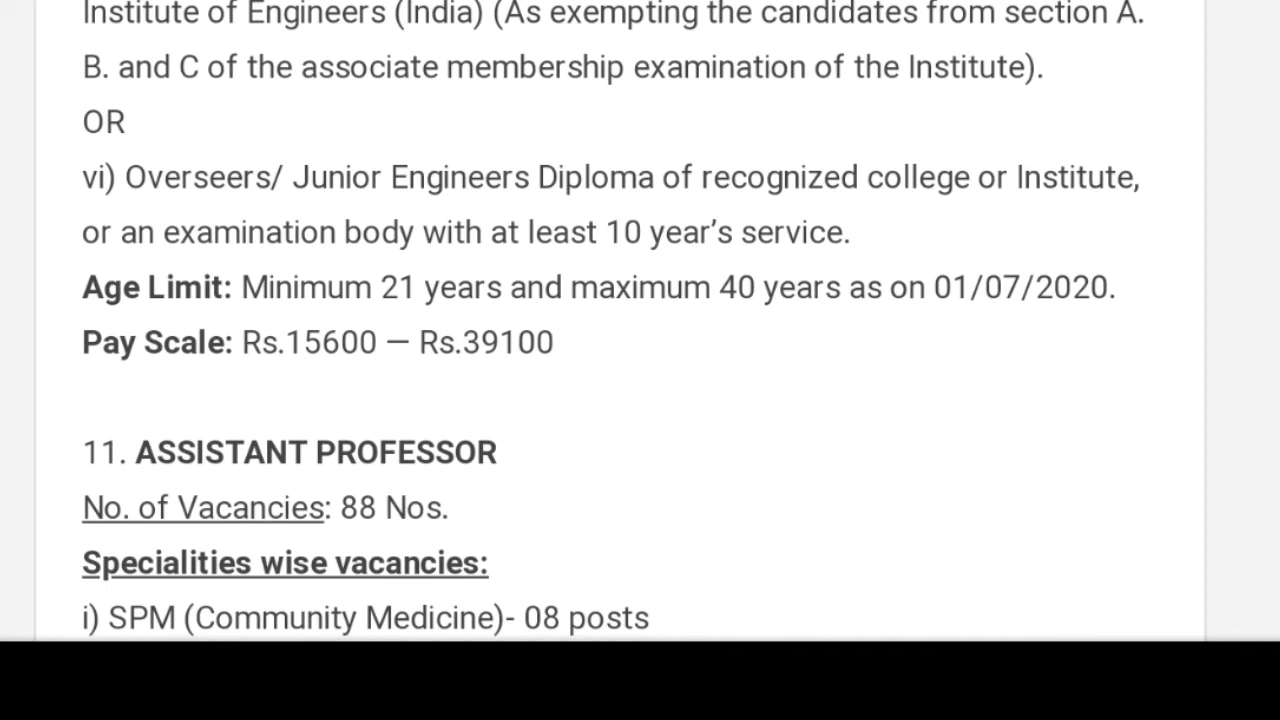 Institute of Engineers (India) (As exempting the candidates from section A.
B. and C of the associate membership examination of the Institute).
OR
vi) Overseers/ Junior Engineers Diploma of recognized college or Institute,
or an examination body with at least 10 year’s service.
Age Limit: Minimum 21 years and maximum 40 years as on 01/07/2020.
Pay Scale: Rs.15600 — Rs.39100
11. ASSISTANT PROFESSOR
No. of Vacancies: 88 Nos.
Specialities wise vacancies:
i) SPM (Community Medicine)- 08 posts